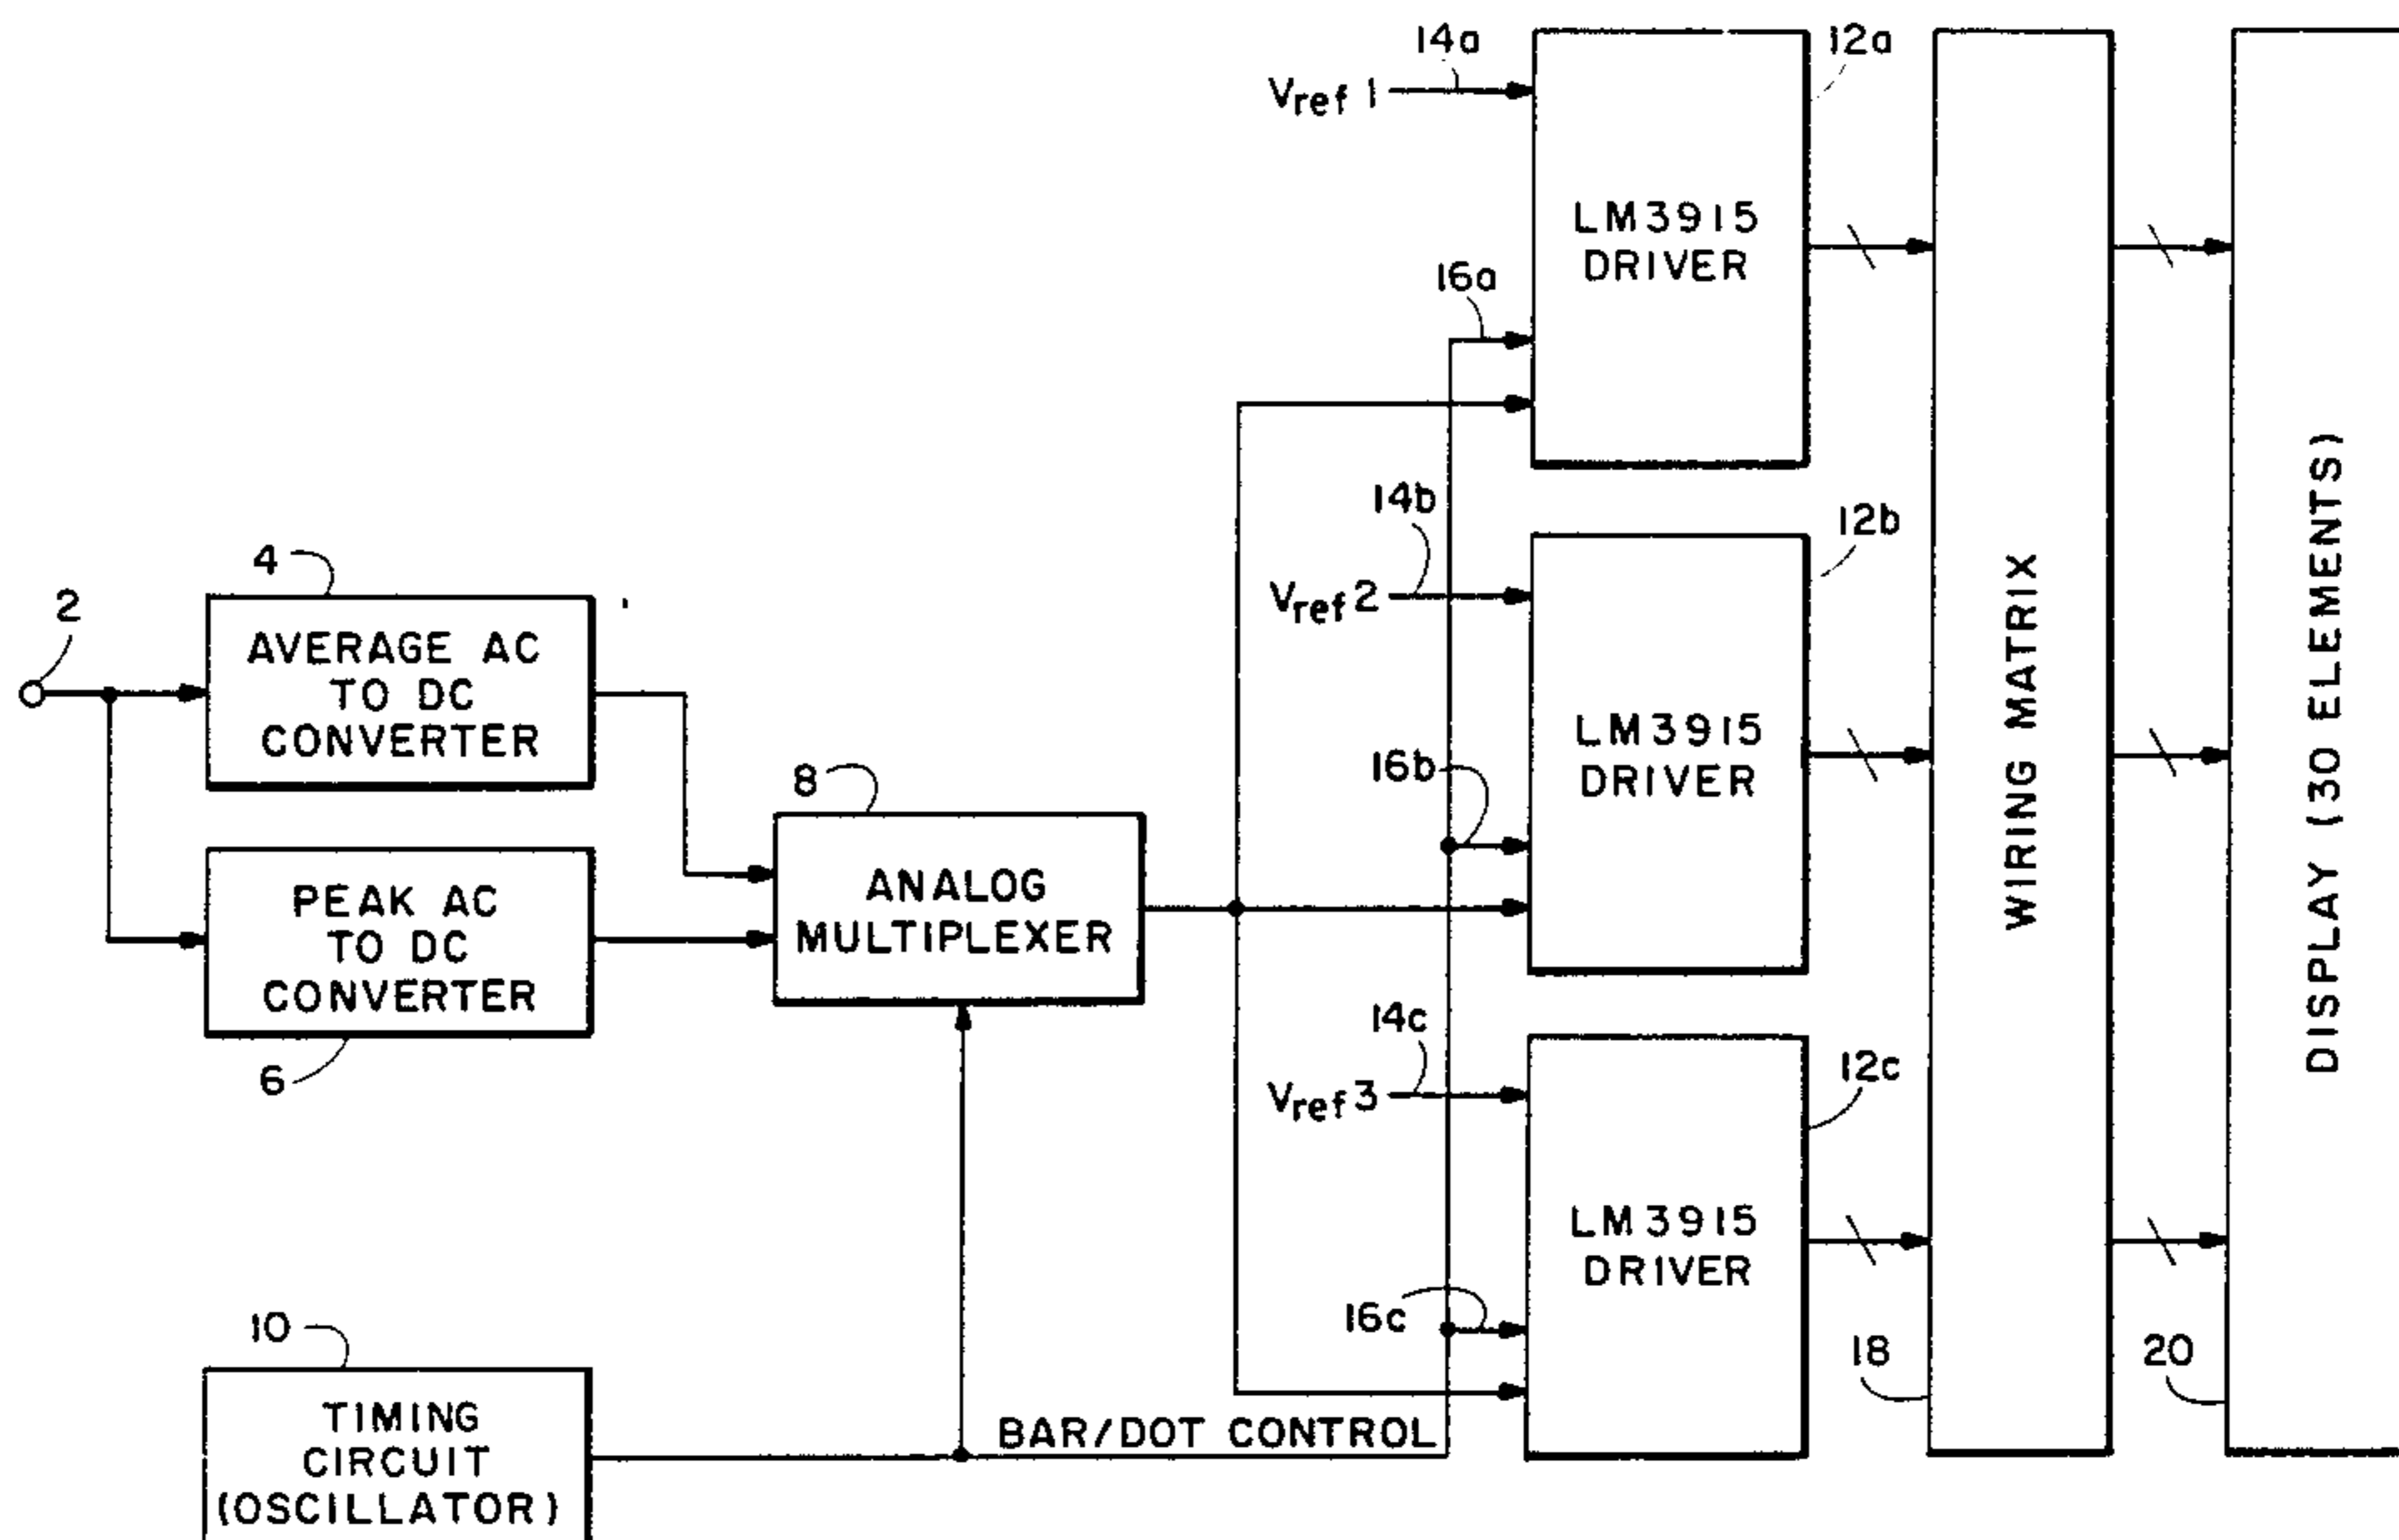 14a
12a
Vref 1
LM3915
DRIVER
16a
14b
12b
Vref 2
4
2
AVERAGE AC
TO DC
CONVERTER
LM3915
DRIVER
16b
8
WIRING MATRIX
DISPLAY (30 ELEMENTS)
PEAK AC
TO DC
CONVERTER
ANALOG
MULTIPLEXER
6
14c
12c
Vref 3
LM3915
DRIVER
16c
10
18
20
TIMING
CIRCUIT
(OSCILLATOR)
BAR/DOT CONTROL